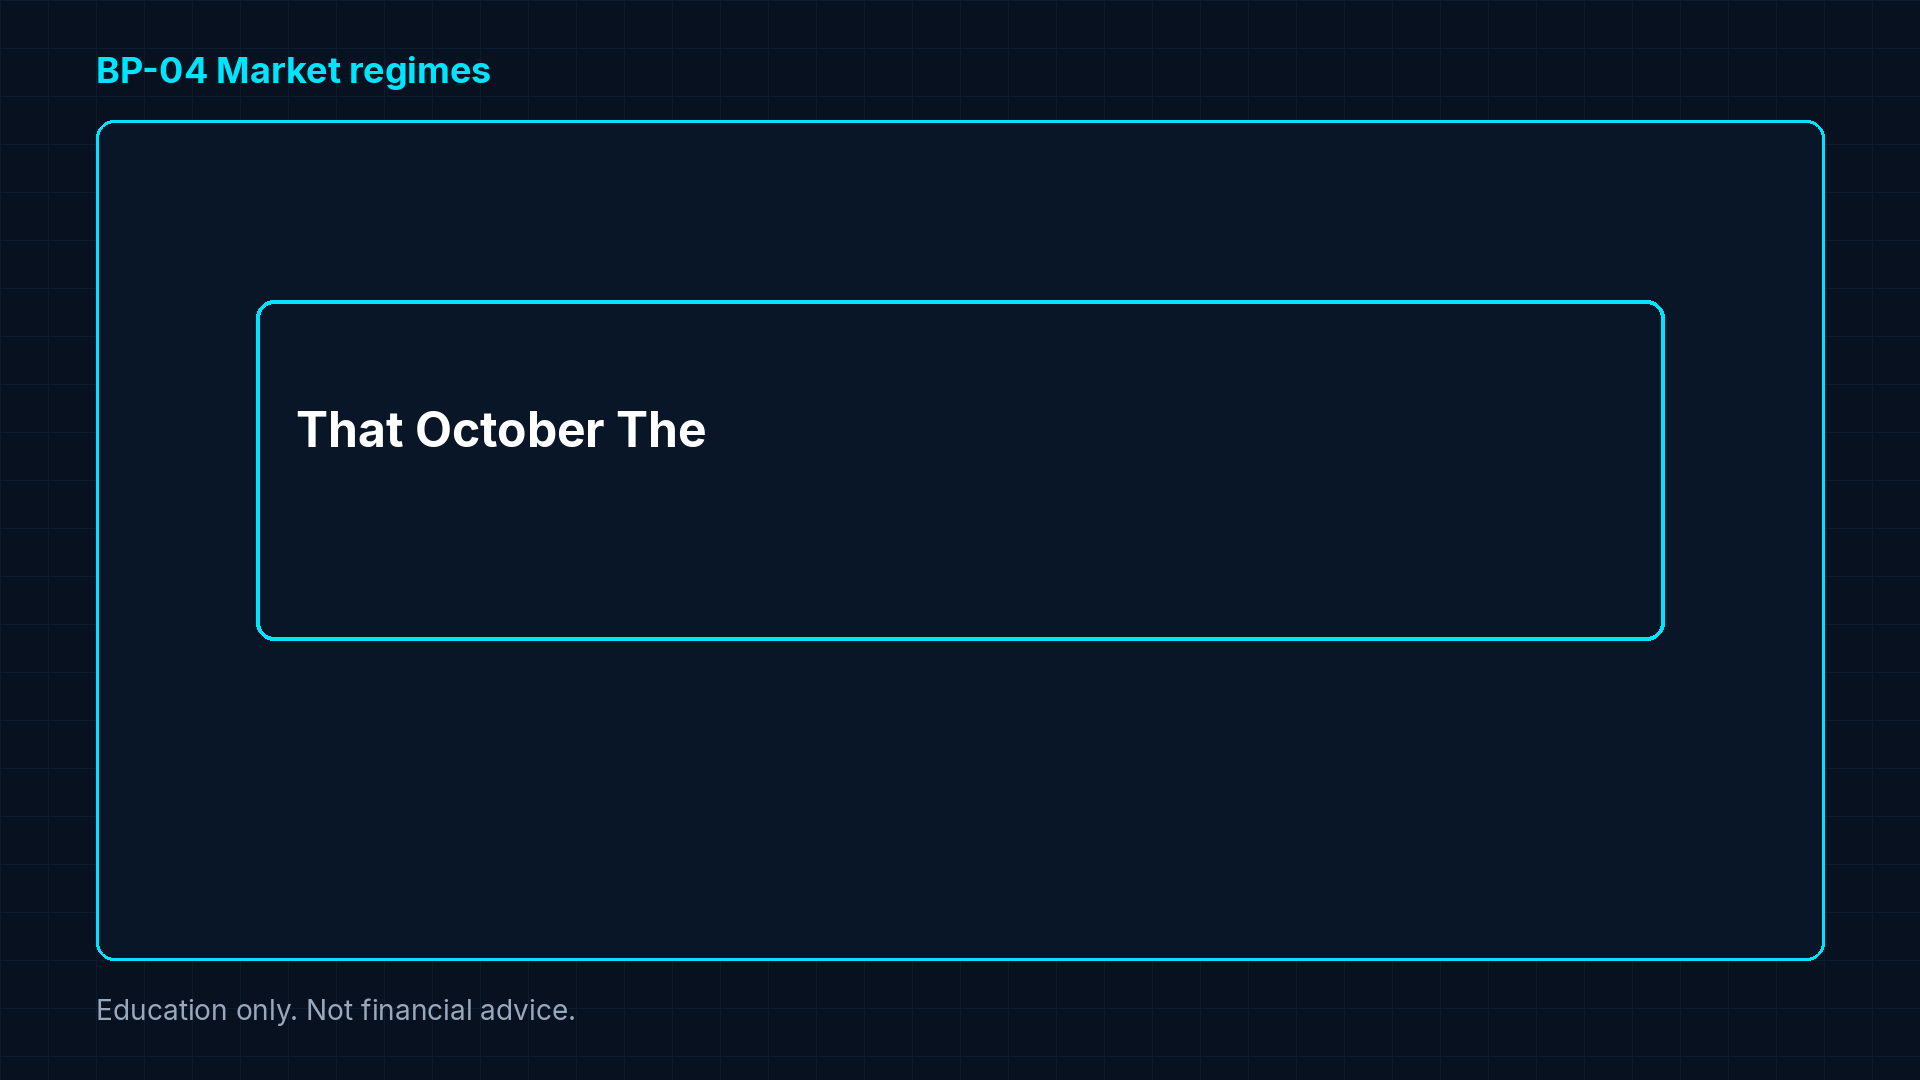 BP-04 Market regimes
That October The
Education only. Not financial advice.